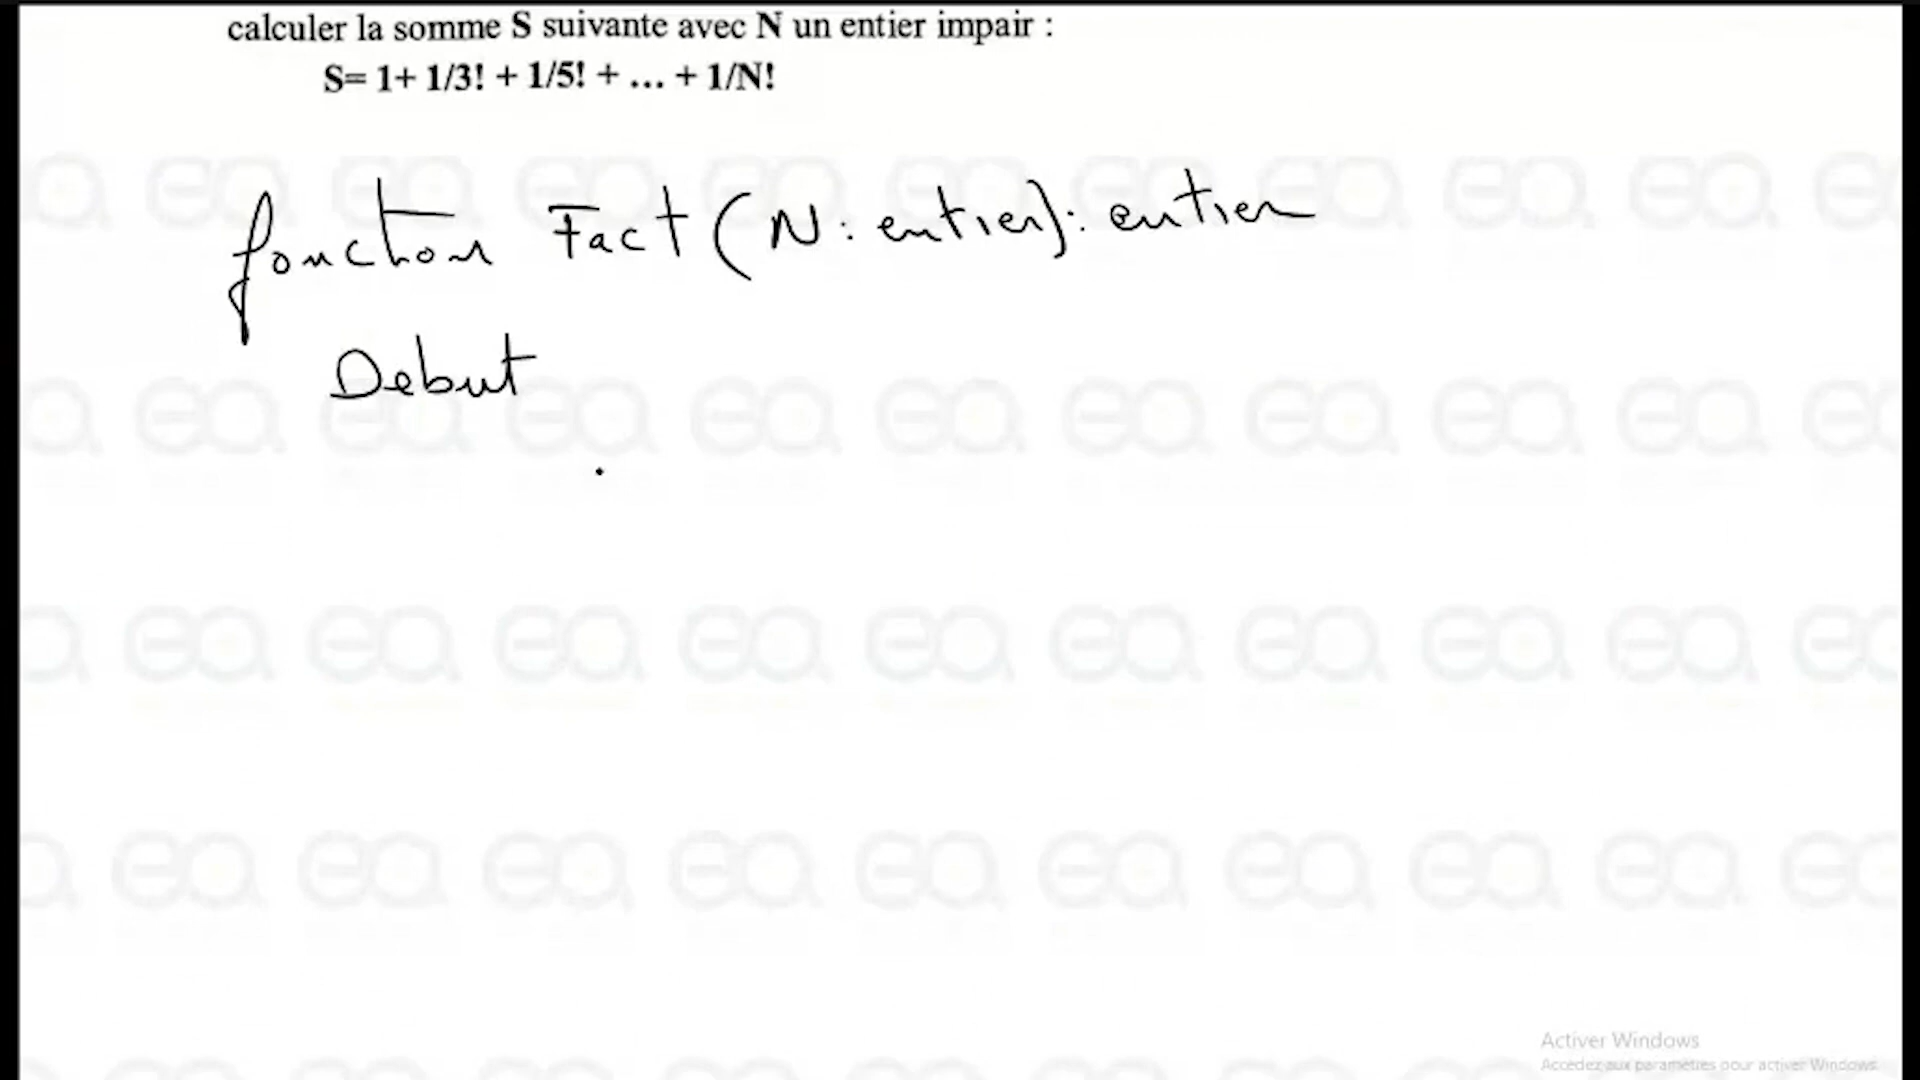 calculer la somme S suivante avec N un entier impair :
S= 1+ 1/3! + 1/5! + ... + 1/N!
fonction Fact (N: entier): entier
Debut
Activer Windows
Accédez aux paramètres pour activer Windows.